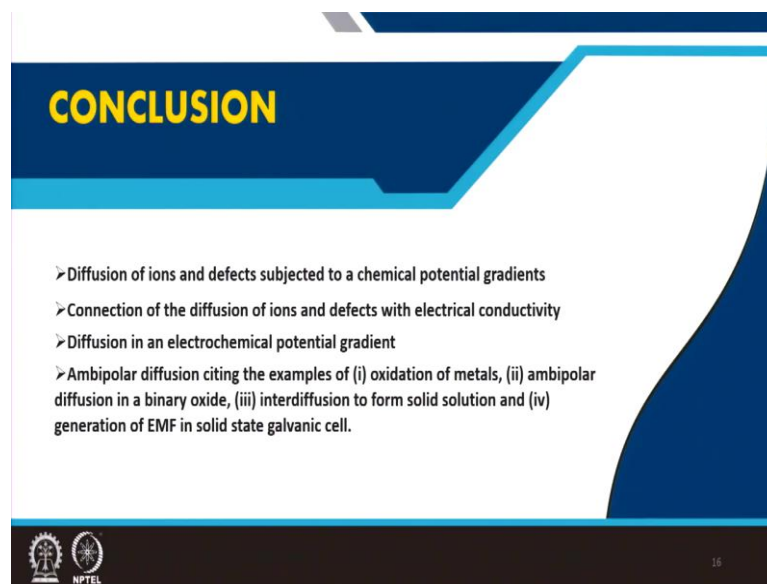 CONCLUSION
➢Diffusion of ions and defects subjected to a chemical potential gradients
➢Connection of the diffusion of ions and defects with electrical conductivity
➢Diffusion in an electrochemical potential gradient
➢Ambipolar diffusion citing the examples of (i) oxidation of metals, (ii) ambipolar
diffusion in a binary oxide, (iii) interdiffusion to form solid solution and (iv)
generation of EMF in solid state galvanic cell.
NPTEL
16